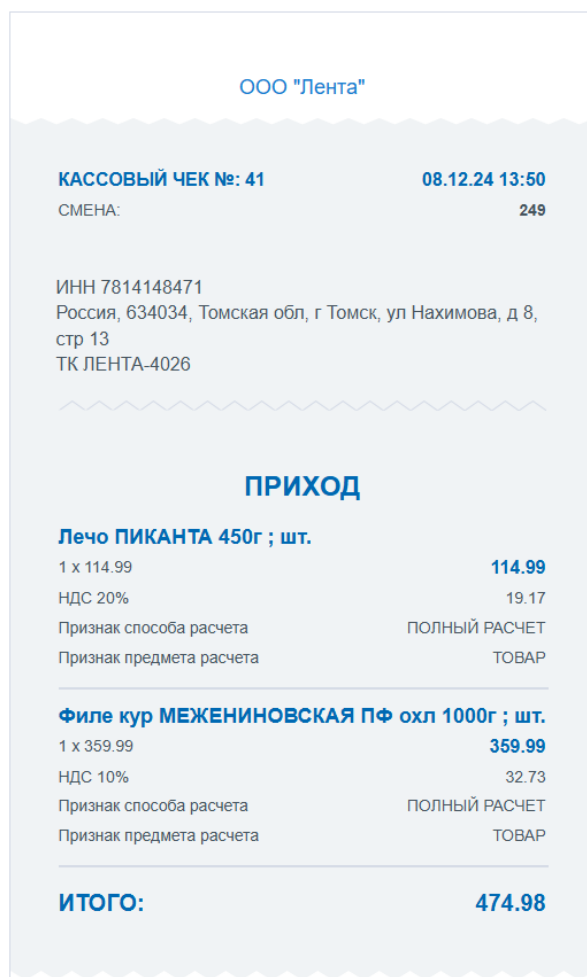 ООО "Лента"
КАССОВЫЙ ЧЕК №: 41 08.12.24 13:50
СМЕНА: 249
ИНН 7814148471
Россия, 634034, Томская обл, г Томск, ул Нахимова, д 8,
стр 13
ТК ЛЕНТА-4026
ПРИХОД
Лечо ПИКАНТА 450г ; шт.
1 x 114.99 114.99
НДС 20% 19.17
Признак способа расчета ПОЛНЫЙ РАСЧЕТ
Признак предмета расчета ТОВАР
Филе кур МЕЖЕНИНОВСКАЯ ПФ охл 1000г ; шт.
1 x 359.99 359.99
НДС 10% 32.73
Признак способа расчета ПОЛНЫЙ РАСЧЕТ
Признак предмета расчета ТОВАР
ИТОГО: 474.98